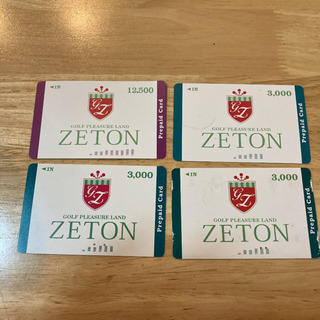 ◄IN 12,500
GZ
GOLF PLEASURE LAND
ZETON
Prepaid Card
◄IN 3,000
GZ
GOLF PLEASURE LAND
ZETON
Prepaid Card
◄IN 3,000
GZ
GOLF PLEASURE LAND
ZETON
Prepaid Card
◄IN 3,000
GZ
GOLF PLEASURE LAND
ZETON
Prepaid Card